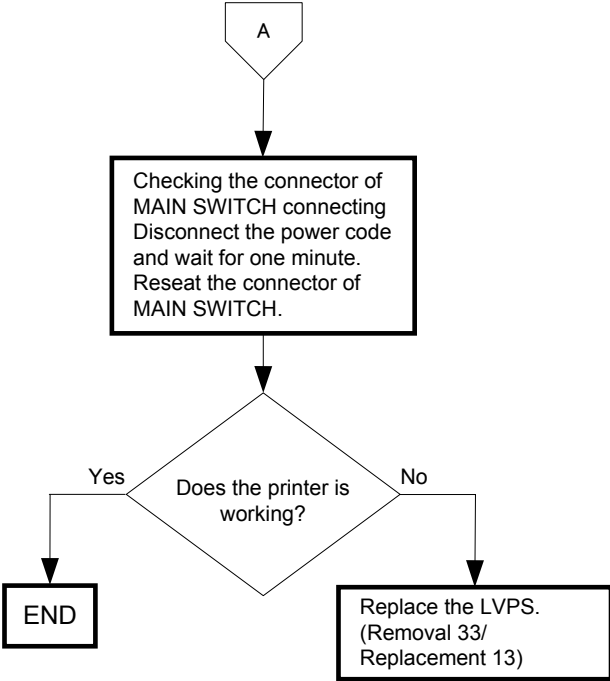 A
Checking the connector of
MAIN SWITCH connecting
Disconnect the power code
and wait for one minute.
Reseat the connector of
MAIN SWITCH.
Yes
Does the printer is
working?
No
END
Replace the LVPS.
(Removal 33/
Replacement 13)